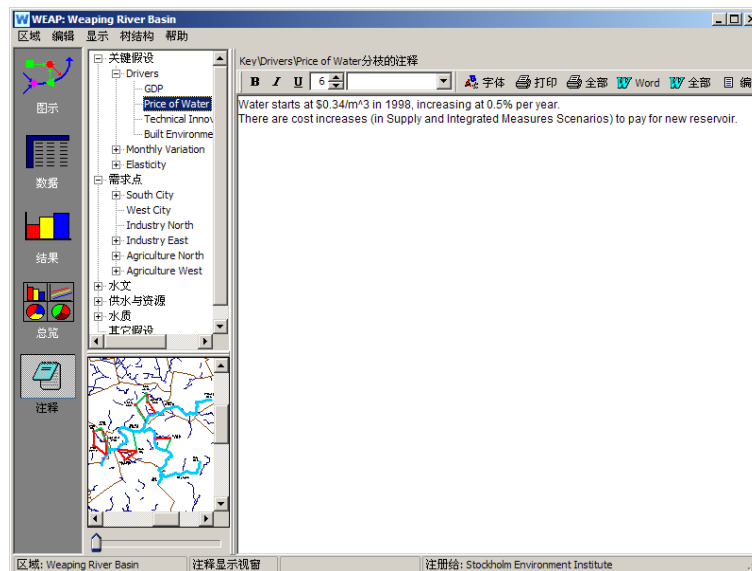 WEAP: Weaping River Basin
区域 编辑 显示 树结构 帮助
图示
数据
结果
总览
注释
关键假设
Drivers
GDP
Price of Water
Technical Innov
Built Environme
Monthly Variation
Elasticity
需求点
South City
West City
Industry North
Industry East
Agriculture North
Agriculture West
水文
供水与资源
水质
其它假设
Key\Drivers\Price of Water分枝的注释
B I U 6 字体 打印 全部 Word 全部 编
Water starts at $0.34/m^3 in 1998, increasing at 0.5% per year.
There are cost increases (in Supply and Integrated Measures Scenarios) to pay for new reservoir.
区域: Weaping River Basin 注释显示视窗 注册给: Stockholm Environment Institute